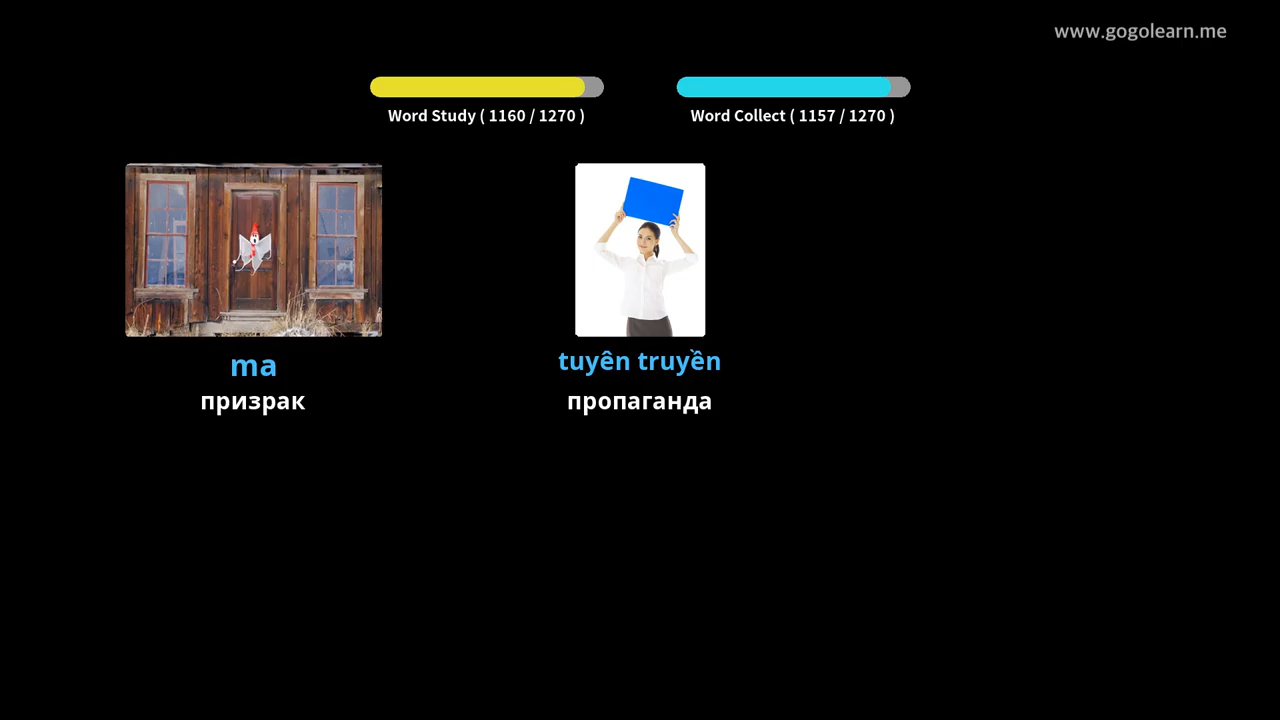 www.gogolearn.me
Word Study ( 1160 / 1270 )
Word Collect ( 1157 / 1270 )
ma
призрак
tuyên truyền
пропаганда